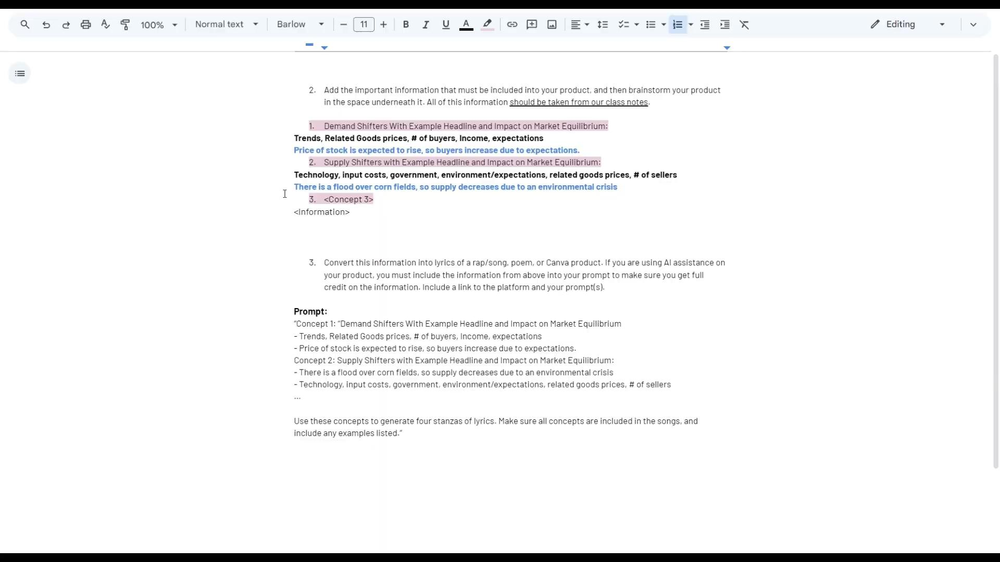 100%
Normal text
Barlow
11
B
I
U
A
Editing
2. Add the important information that must be included into your product, and then brainstorm your product
in the space underneath it. All of this information should be taken from our class notes.
1. Demand Shifters With Example Headline and Impact on Market Equilibrium:
Trends, Related Goods prices, # of buyers, Income, expectations
Price of stock is expected to rise, so buyers increase due to expectations.
2. Supply Shifters with Example Headline and Impact on Market Equilibrium:
Technology, input costs, government, environment/expectations, related goods prices, # of sellers
There is a flood over corn fields, so supply decreases due to an environmental crisis
3. <Concept 3>
<Information>
3. Convert this information into lyrics of a rap/song, poem, or Canva product. If you are using AI assistance on
your product, you must include the information from above into your prompt to make sure you get full
credit on the information. Include a link to the platform and your prompt(s).
Prompt:
“Concept 1: “Demand Shifters With Example Headline and Impact on Market Equilibrium
- Trends, Related Goods prices, # of buyers, Income, expectations
- Price of stock is expected to rise, so buyers increase due to expectations.
Concept 2: Supply Shifters with Example Headline and Impact on Market Equilibrium:
- There is a flood over corn fields, so supply decreases due to an environmental crisis
- Technology, input costs, government, environment/expectations, related goods prices, # of sellers
...
Use these concepts to generate four stanzas of lyrics. Make sure all concepts are included in the songs, and
include any examples listed.”